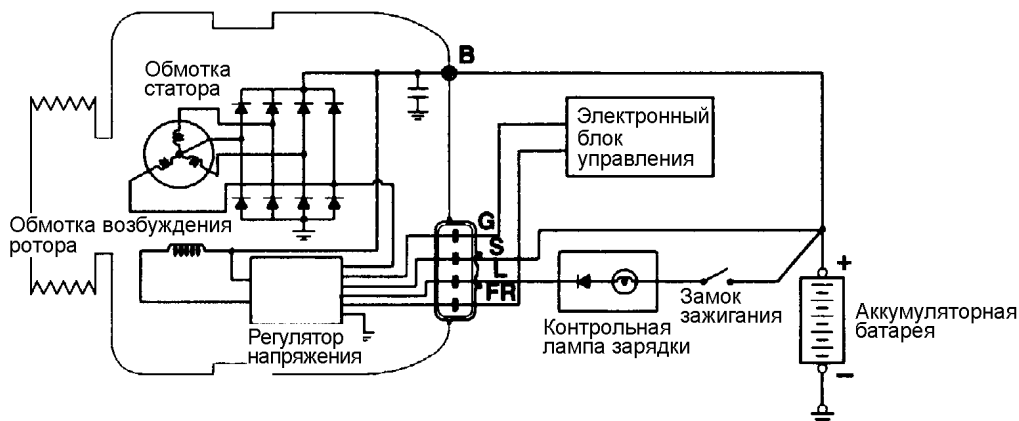 B
Обмотка
статора
Электронный
блок
управления
Обмотка возбуждения
ротора
G
S
L
FR
+
Регулятор
напряжения
Контрольная
лампа зарядки
Замок
зажигания
Аккумуляторная
батарея
−